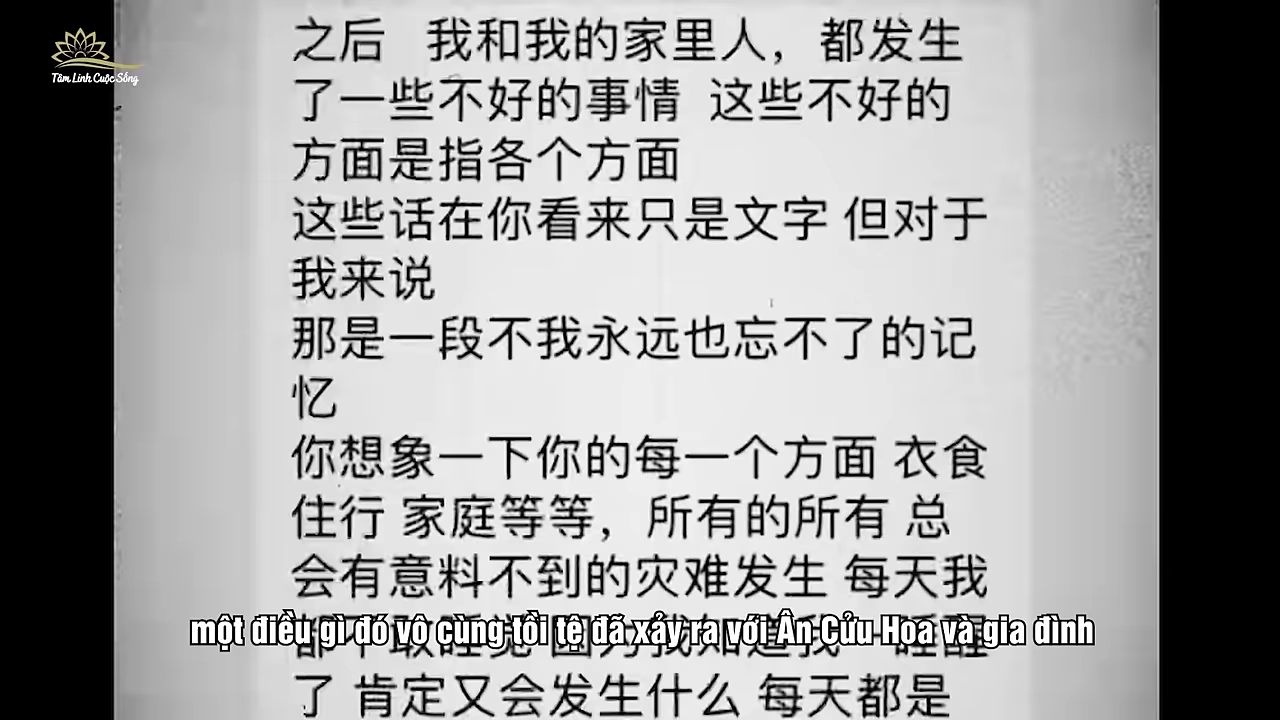 Tâm Linh Cuộc Sống
之后 我和我的家里人，都发生
了一些不好的事情 这些不好的
方面是指各个方面
这些话在你看来只是文字 但对于
我来说
那是一段不我永远也忘不了的记
忆
你想象一下你的每一个方面 衣食
住行 家庭等等，所有的所有 总
会有意料不到的灾难发生 每天我
một điều gì đó vô cùng tồi tệ đã xảy ra với Ân Cửu Hoa và gia đình
了 肯定又会发生什么 每天都是